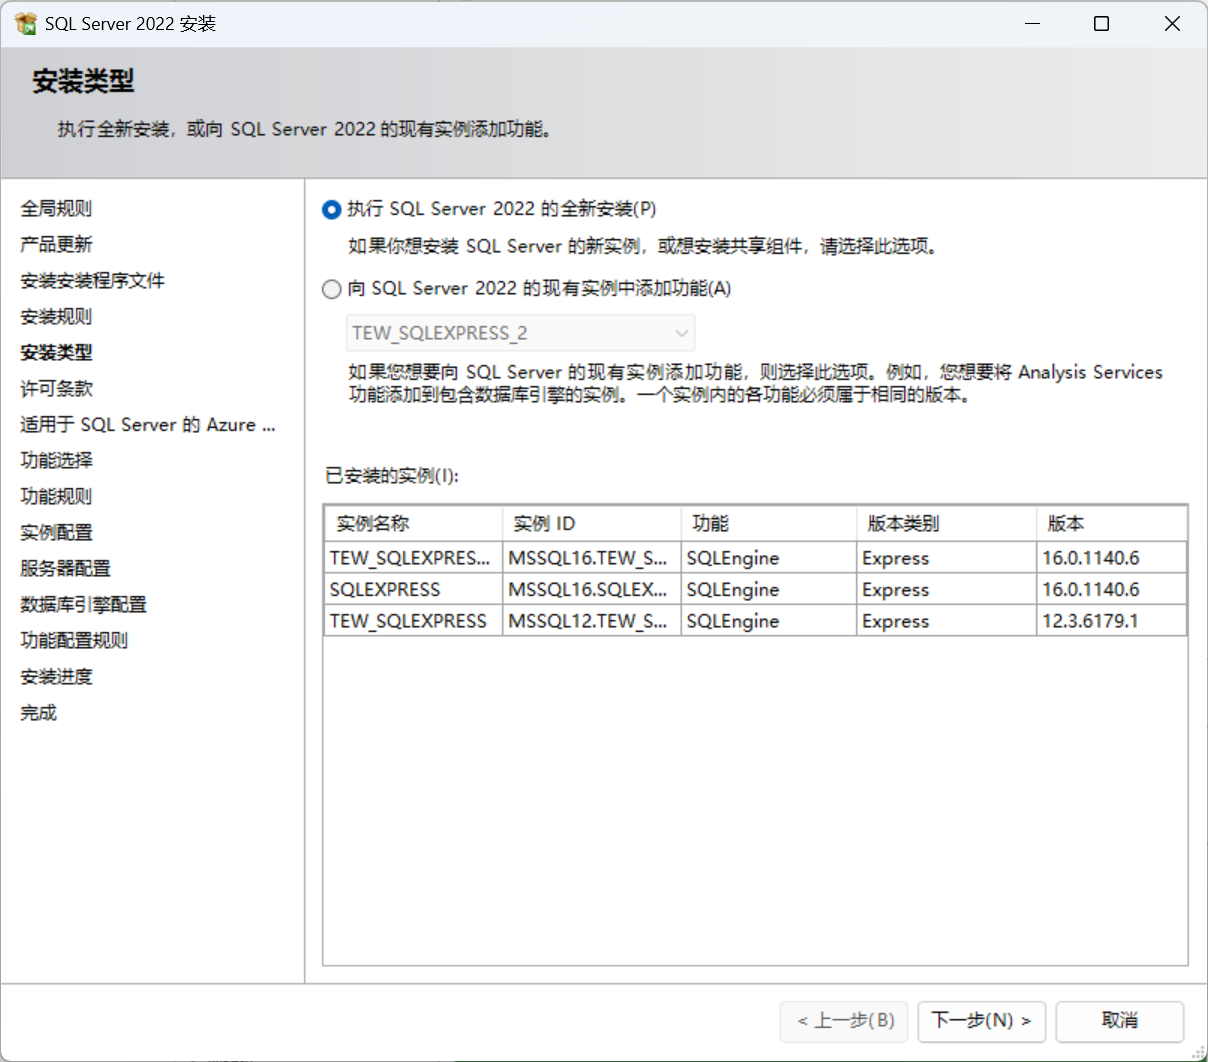 SQL Server 2022 安装
安装类型
执行全新安装，或向 SQL Server 2022 的现有实例添加功能。
全局规则
产品更新
安装安装程序文件
安装规则
安装类型
许可条款
适用于 SQL Server 的 Azure ...
功能选择
功能规则
实例配置
服务器配置
数据库引擎配置
功能配置规则
安装进度
完成
执行 SQL Server 2022 的全新安装(P)
如果你想安装 SQL Server 的新实例，或想安装共享组件，请选择此选项。
向 SQL Server 2022 的现有实例中添加功能(A)
TEW_SQLEXPRESS_2
如果您想要向 SQL Server 的现有实例添加功能，则选择此选项。例如，您想要将 Analysis Services
功能添加到包含数据库引擎的实例。一个实例内的各功能必须属于相同的版本。
已安装的实例(I):
实例名称 实例 ID 功能 版本类别 版本
TEW_SQLEXPRES... MSSQL16.TEW_S... SQLEngine Express 16.0.1140.6
SQLEXPRESS MSSQL16.SQLEX... SQLEngine Express 16.0.1140.6
TEW_SQLEXPRESS MSSQL12.TEW_S... SQLEngine Express 12.3.6179.1
< 上一步(B) 下一步(N) > 取消